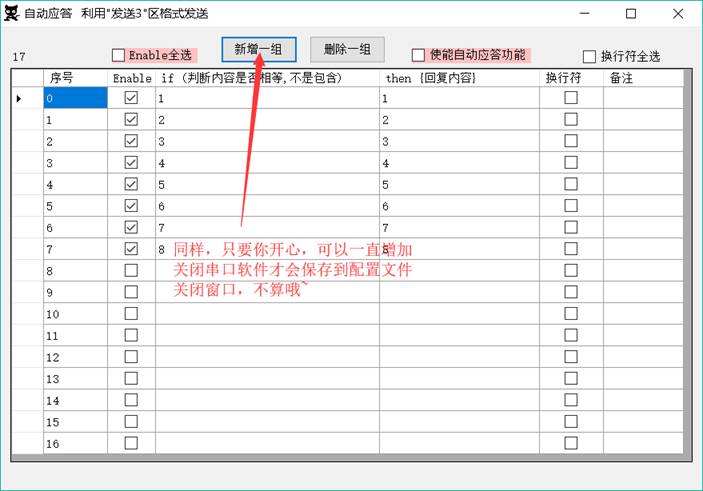 自动应答 利用"发送3"区格式发送
17 Enable全选 新增一组 删除一组 使能自动应答功能 换行符全选
序号 Enable if (判断内容是否相等,不是包含) then {回复内容} 换行符 备注
0 1 1
1 2 2
2 3 3
3 4 4
4 5 5
5 6 6
6 7 7
7 8 8
同样，只要你开心，可以一直增加
8
关闭串口软件才会保存到配置文件
9
关闭窗口，不算哦~
10
11
12
13
14
15
16